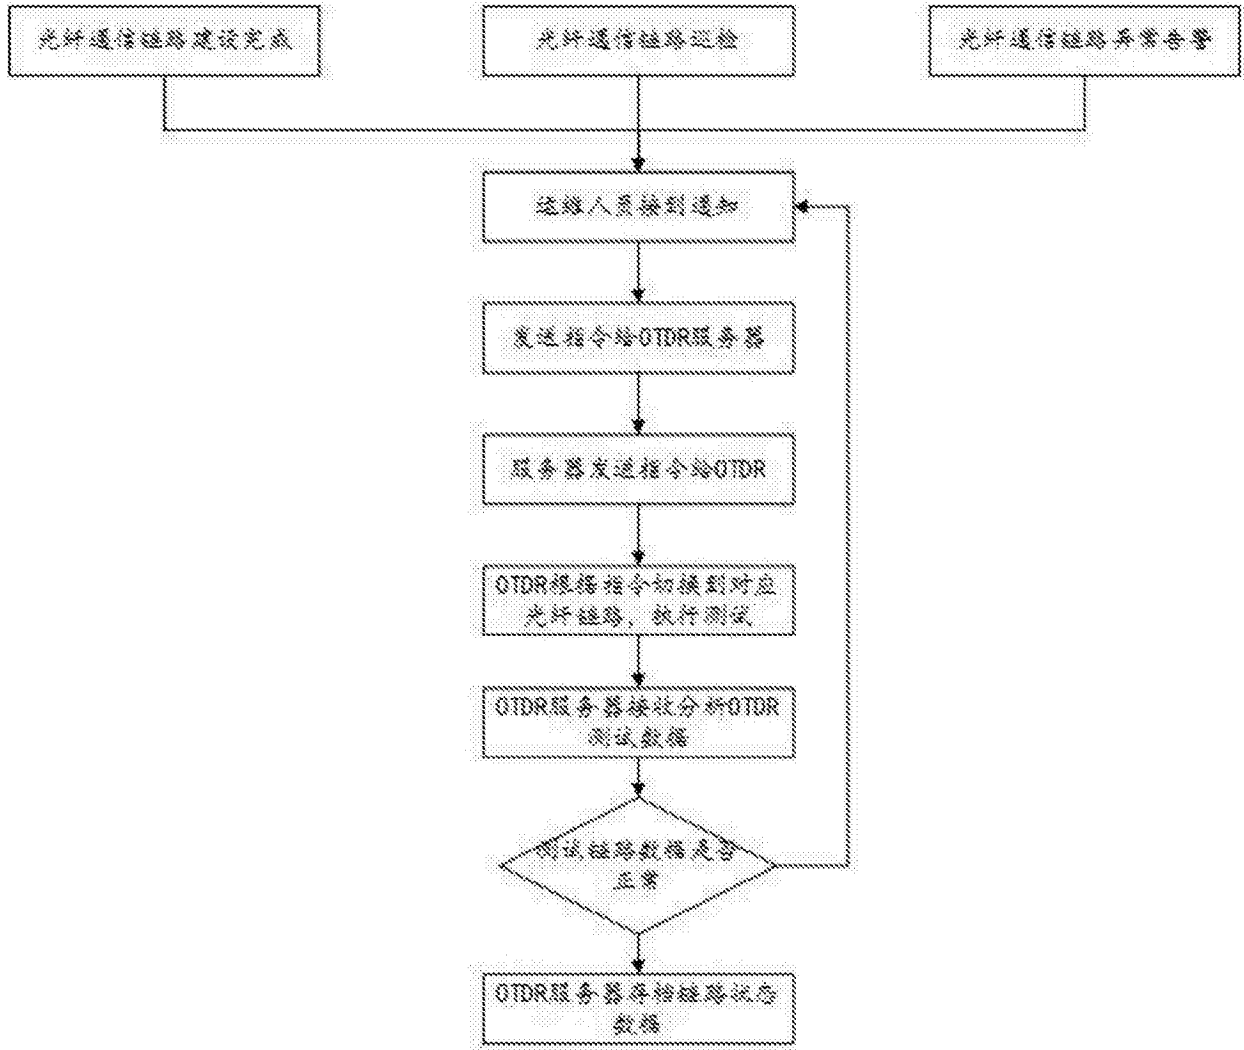 光纤通信链路建设完点
光纤通信链路巡检
光纤通信链路异常告警
运维人员接到通知
发送指令给OTDR服务器
服务器发送指令给OTDR
OTDR根据指令切换到对应
光纤链路，执行测试
OTDR服务器接收分析OTDR
测试数据
测试链路数据是否
正常
OTDR服务器存档链路状态
数据